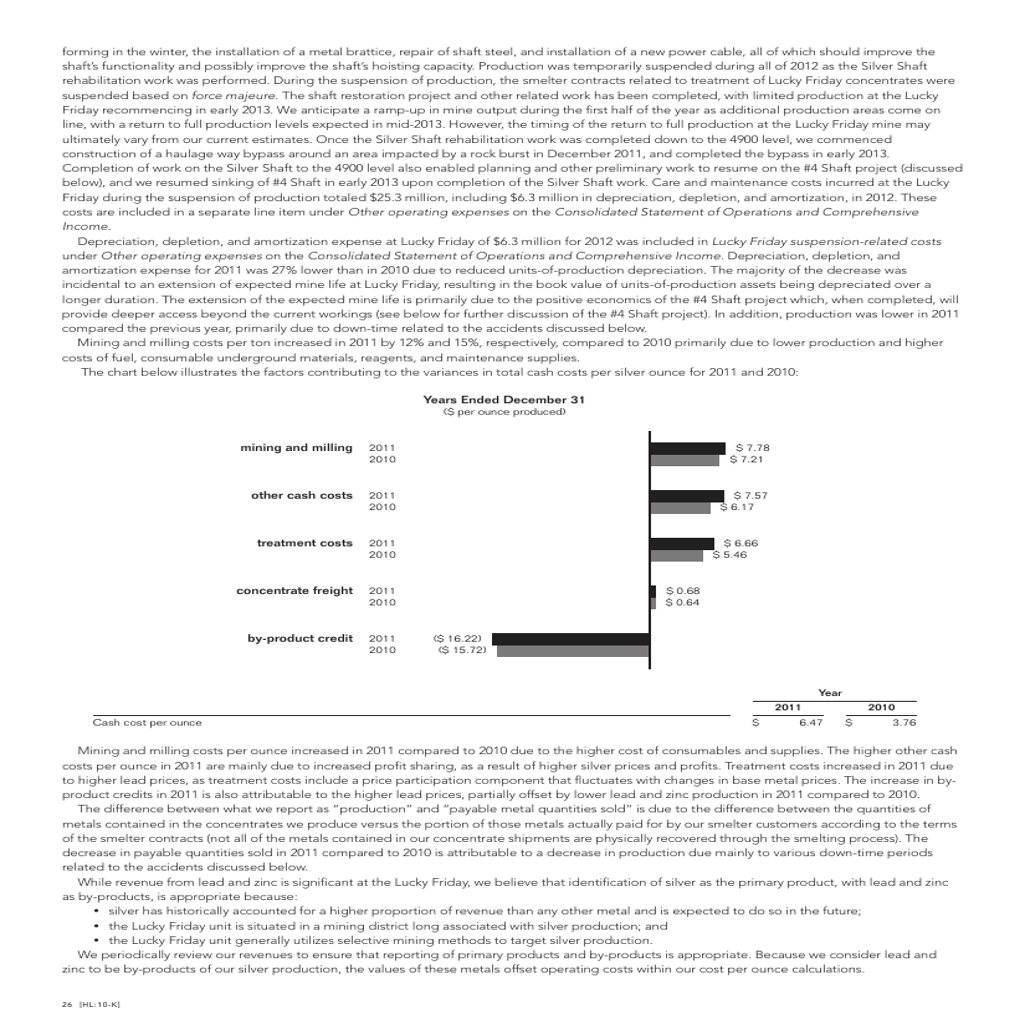 forming in the winter, the installation of a metal brattice, repair of shaft steel, and installation of a new power cable, all of which should improve the
shaft's functionality and possibly improve the shaft's hoisting capacity. Production was temporarily suspended during all of 2012 as the Silver Shaft
rehabilitation work was performed. During the suspension of production, the smelter contracts related to treatment of Lucky Friday concentrates were
suspended based on force majeure. The shaft restoration project and other related work has been completed, with limited production at the Lucky
Friday recommencing in early 2013. We anticipate a ramp-up in mine output during the first half of the year as additional production areas come on
line, with a return to full production levels expected in mid-2013. However, the timing of the return to full production at the Lucky Friday mine may
ultimately vary from our current estimates. Once the Silver Shaft rehabilitation work was completed down to the 4900 level, we commenced
construction of a haulage way bypass around an area impacted by a rock burst in December 2011, and completed the bypass in early 2013.
Completion of work on the Silver Shaft to the 4900 level also enabled planning and other preliminary work to resume on the #4 Shaft project (discussed
below), and we resumed sinking of #4 Shaft in early 2013 upon completion of the Silver Shaft work. Care and maintenance costs incurred at the Lucky
Friday during the suspension of production totaled $25.3 million, including $6.3 million in depreciation, depletion, and amortization, in 2012. These
costs are included in a separate line item under Other operating expenses on the Consolidated Statement of Operations and Comprehensive
Income.
Depreciation, depletion, and amortization expense at Lucky Friday of $6.3 million for 2012 was included in Lucky Friday suspension-related costs
under Other operating expenses on the Consolidated Statement of Operations and Comprehensive Income. Depreciation, depletion, and
amortization expense for 2011 was 27% lower than in 2010 due to reduced units-of-production depreciation. The majority of the decrease was
incidental to an extension of expected mine life at Lucky Friday, resulting in the book value of units-of-production assets being depreciated over a
longer duration. The extension of the expected mine life is primarily due to the positive economics of the #4 Shaft project which, when completed, will
provide deeper access beyond the current workings (see below for further discussion of the #4 Shaft project). In addition, production was lower in 2011
compared the previous year, primarily due to down-time related to the accidents discussed below.
Mining and milling costs per ton increased in 2011 by 12% and 15%, respectively, compared to 2010 primarily due to lower production and higher
costs of fuel, consumable underground materials, reagents, and maintenance supplies.
The chart below illustrates the factors contributing to the variances in total cash costs per silver ounce for 2011 and 2010:
Years Ended December 31
($ per ounce produced)
mining and milling 2011 $ 7.78
2010 $ 7.21
other cash costs 2011 $ 7.57
2010 $ 6.17
treatment costs 2011 $ 6.66
2010 $ 5.46
concentrate freight 2011 $ 0.68
2010 $ 0.64
by-product credit 2011 ($ 16.22)
2010 ($ 15.72)
Year
2011 2010
Cash cost per ounce $ 6.47 $ 3.76
Mining and milling costs per ounce increased in 2011 compared to 2010 due to the higher cost of consumables and supplies. The higher other cash
costs per ounce in 2011 are mainly due to increased profit sharing, as a result of higher silver prices and profits. Treatment costs increased in 2011 due
to higher lead prices, as treatment costs include a price participation component that fluctuates with changes in base metal prices. The increase in by-
product credits in 2011 is also attributable to the higher lead prices, partially offset by lower lead and zinc production in 2011 compared to 2010.
The difference between what we report as "production" and "payable metal quantities sold" is due to the difference between the quantities of
metals contained in the concentrates we produce versus the portion of those metals actually paid for by our smelter customers according to the terms
of the smelter contracts (not all of the metals contained in our concentrate shipments are physically recovered through the smelting process). The
decrease in payable quantities sold in 2011 compared to 2010 is attributable to a decrease in production due mainly to various down-time periods
related to the accidents discussed below.
While revenue from lead and zinc is significant at the Lucky Friday, we believe that identification of silver as the primary product, with lead and zinc
as by-products, is appropriate because:
• silver has historically accounted for a higher proportion of revenue than any other metal and is expected to do so in the future;
• the Lucky Friday unit is situated in a mining district long associated with silver production; and
• the Lucky Friday unit generally utilizes selective mining methods to target silver production.
We periodically review our revenues to ensure that reporting of primary products and by-products is appropriate. Because we consider lead and
zinc to be by-products of our silver production, the values of these metals offset operating costs within our cost per ounce calculations.
26 [HL:10-K]